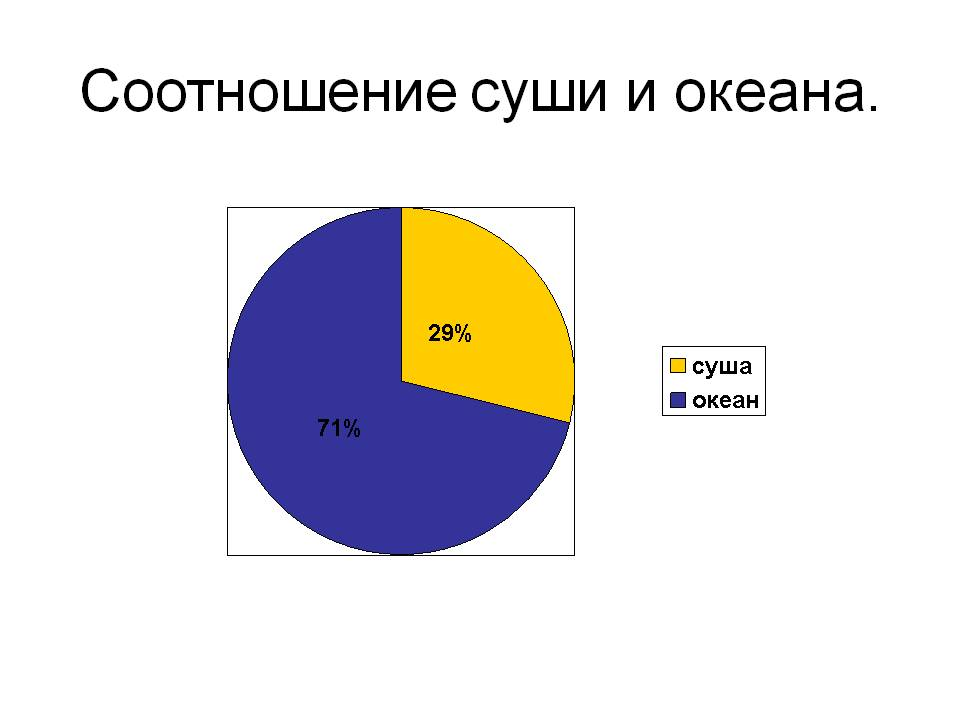 Соотношение суши и океана.
29%
71%
суша
океан